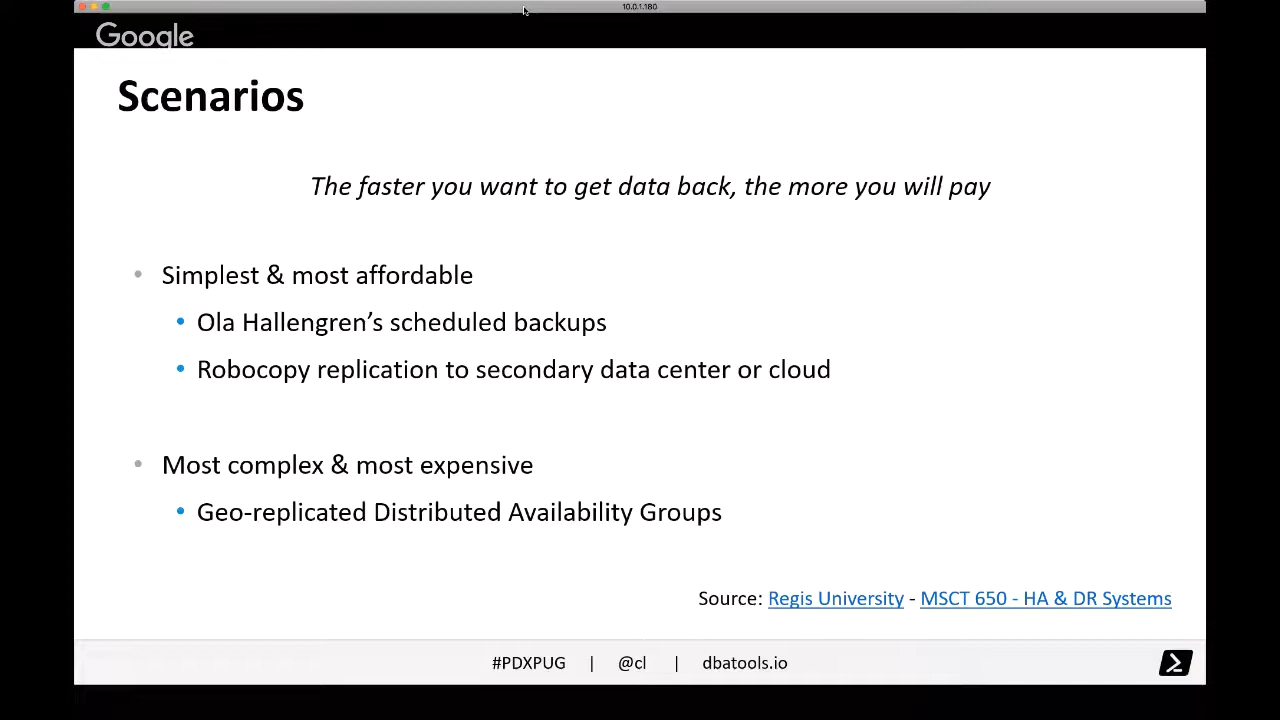 10.0.1.180
Google
Scenarios
The faster you want to get data back, the more you will pay
• Simplest & most affordable
• Ola Hallengren’s scheduled backups
• Robocopy replication to secondary data center or cloud
• Most complex & most expensive
• Geo-replicated Distributed Availability Groups
Source: Regis University - MSCT 650 - HA & DR Systems
#PDXPUG | @cl | dbatools.io